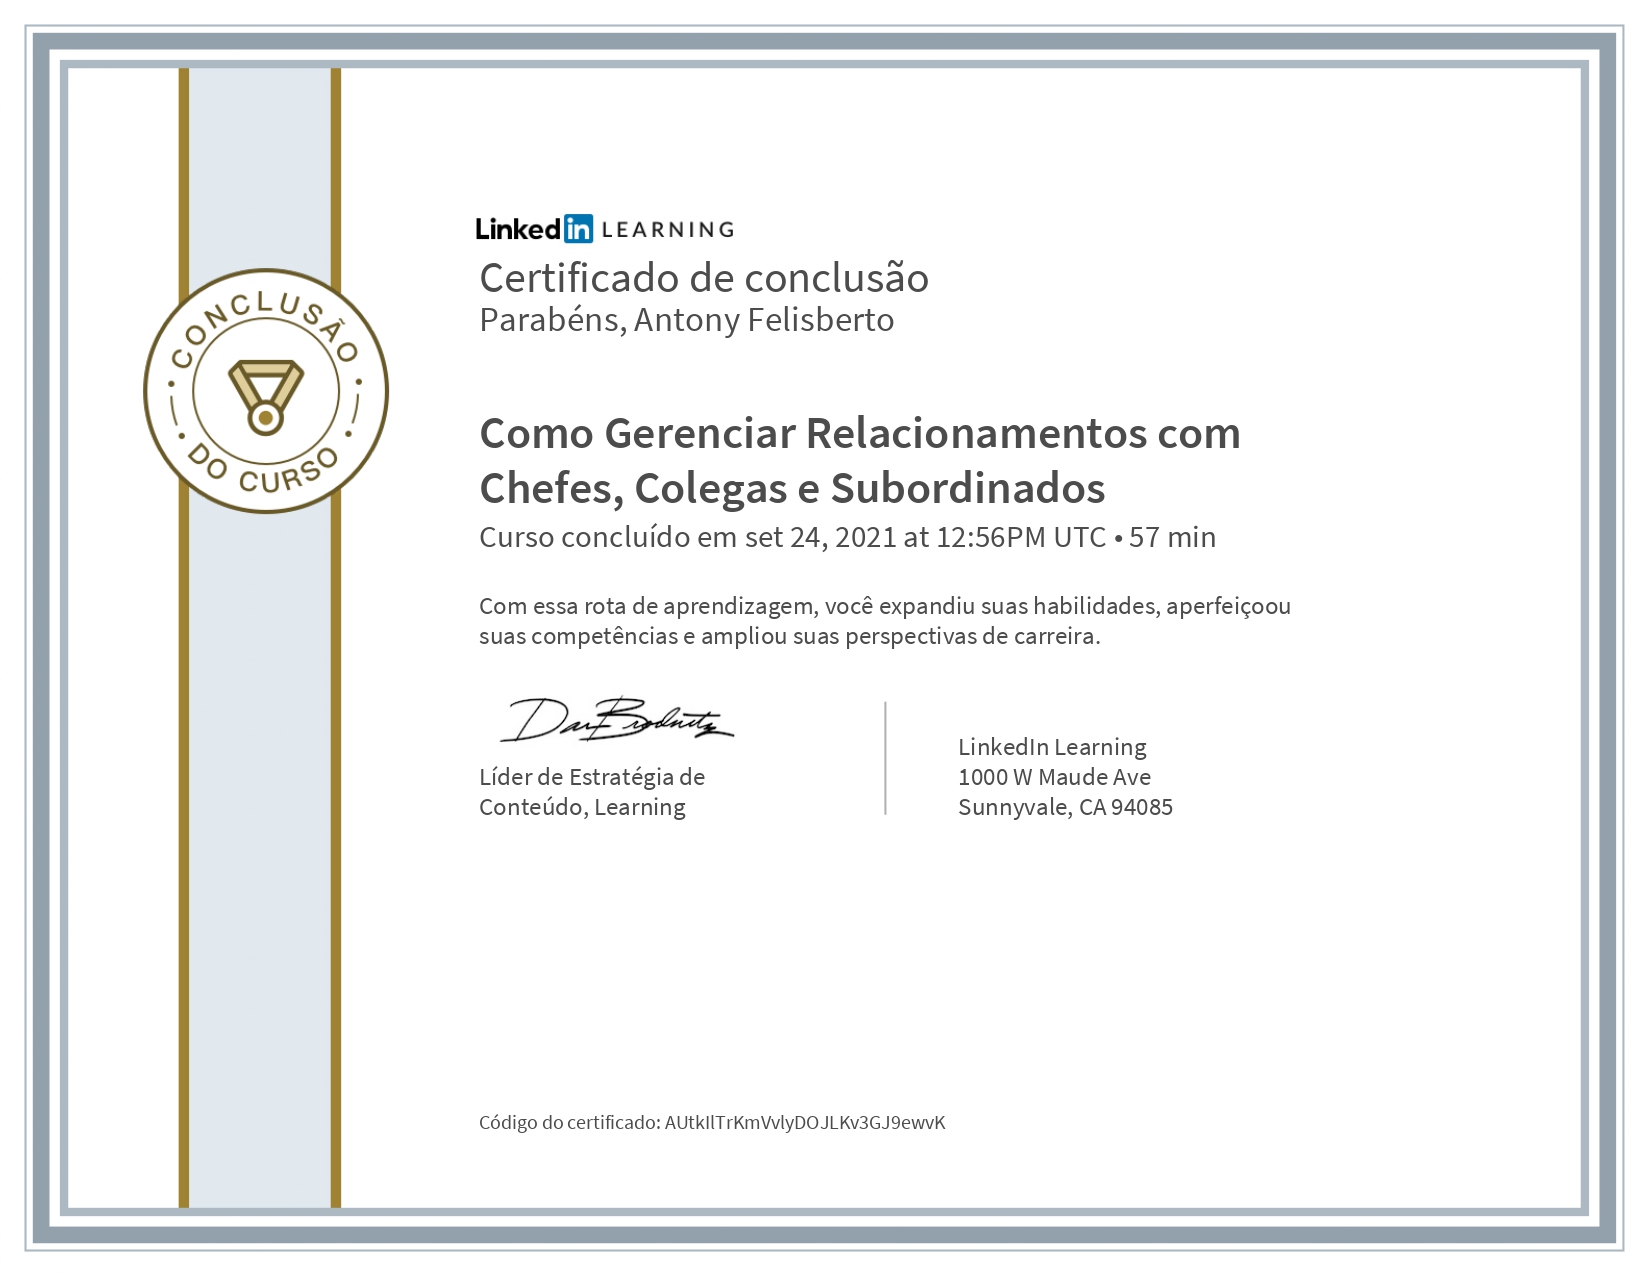 LinkedIn LEARNING
Certificado de conclusão
Parabéns, Antony Felisberto
CONCLUSÃO
DO CURSO
Como Gerenciar Relacionamentos com
Chefes, Colegas e Subordinados
Curso concluído em set 24, 2021 at 12:56PM UTC • 57 min
Com essa rota de aprendizagem, você expandiu suas habilidades, aperfeiçoou
suas competências e ampliou suas perspectivas de carreira.
Dan Brodnitz
Líder de Estratégia de
Conteúdo, Learning
LinkedIn Learning
1000 W Maude Ave
Sunnyvale, CA 94085
Código do certificado: AUtkIlTrKmVvlyDOJLKv3GJ9ewvK